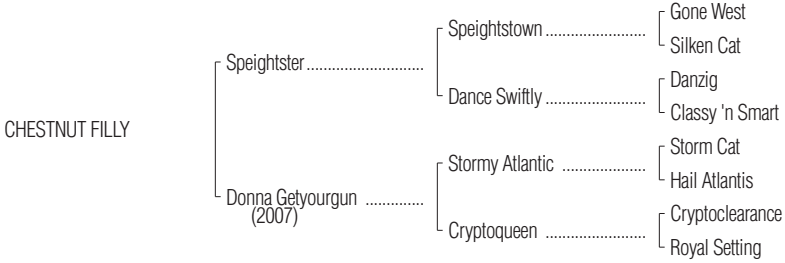 Gone West
Speightstown ........................
Silken Cat
Speightster ............................
Danzig
Dance Swiftly ........................
Classy 'n Smart
CHESTNUT FILLY
Storm Cat
Stormy Atlantic ....................
Hail Atlantis
Donna Getyourgun ..............
(2007)
Cryptoclearance
Cryptoqueen ........................
Royal Setting